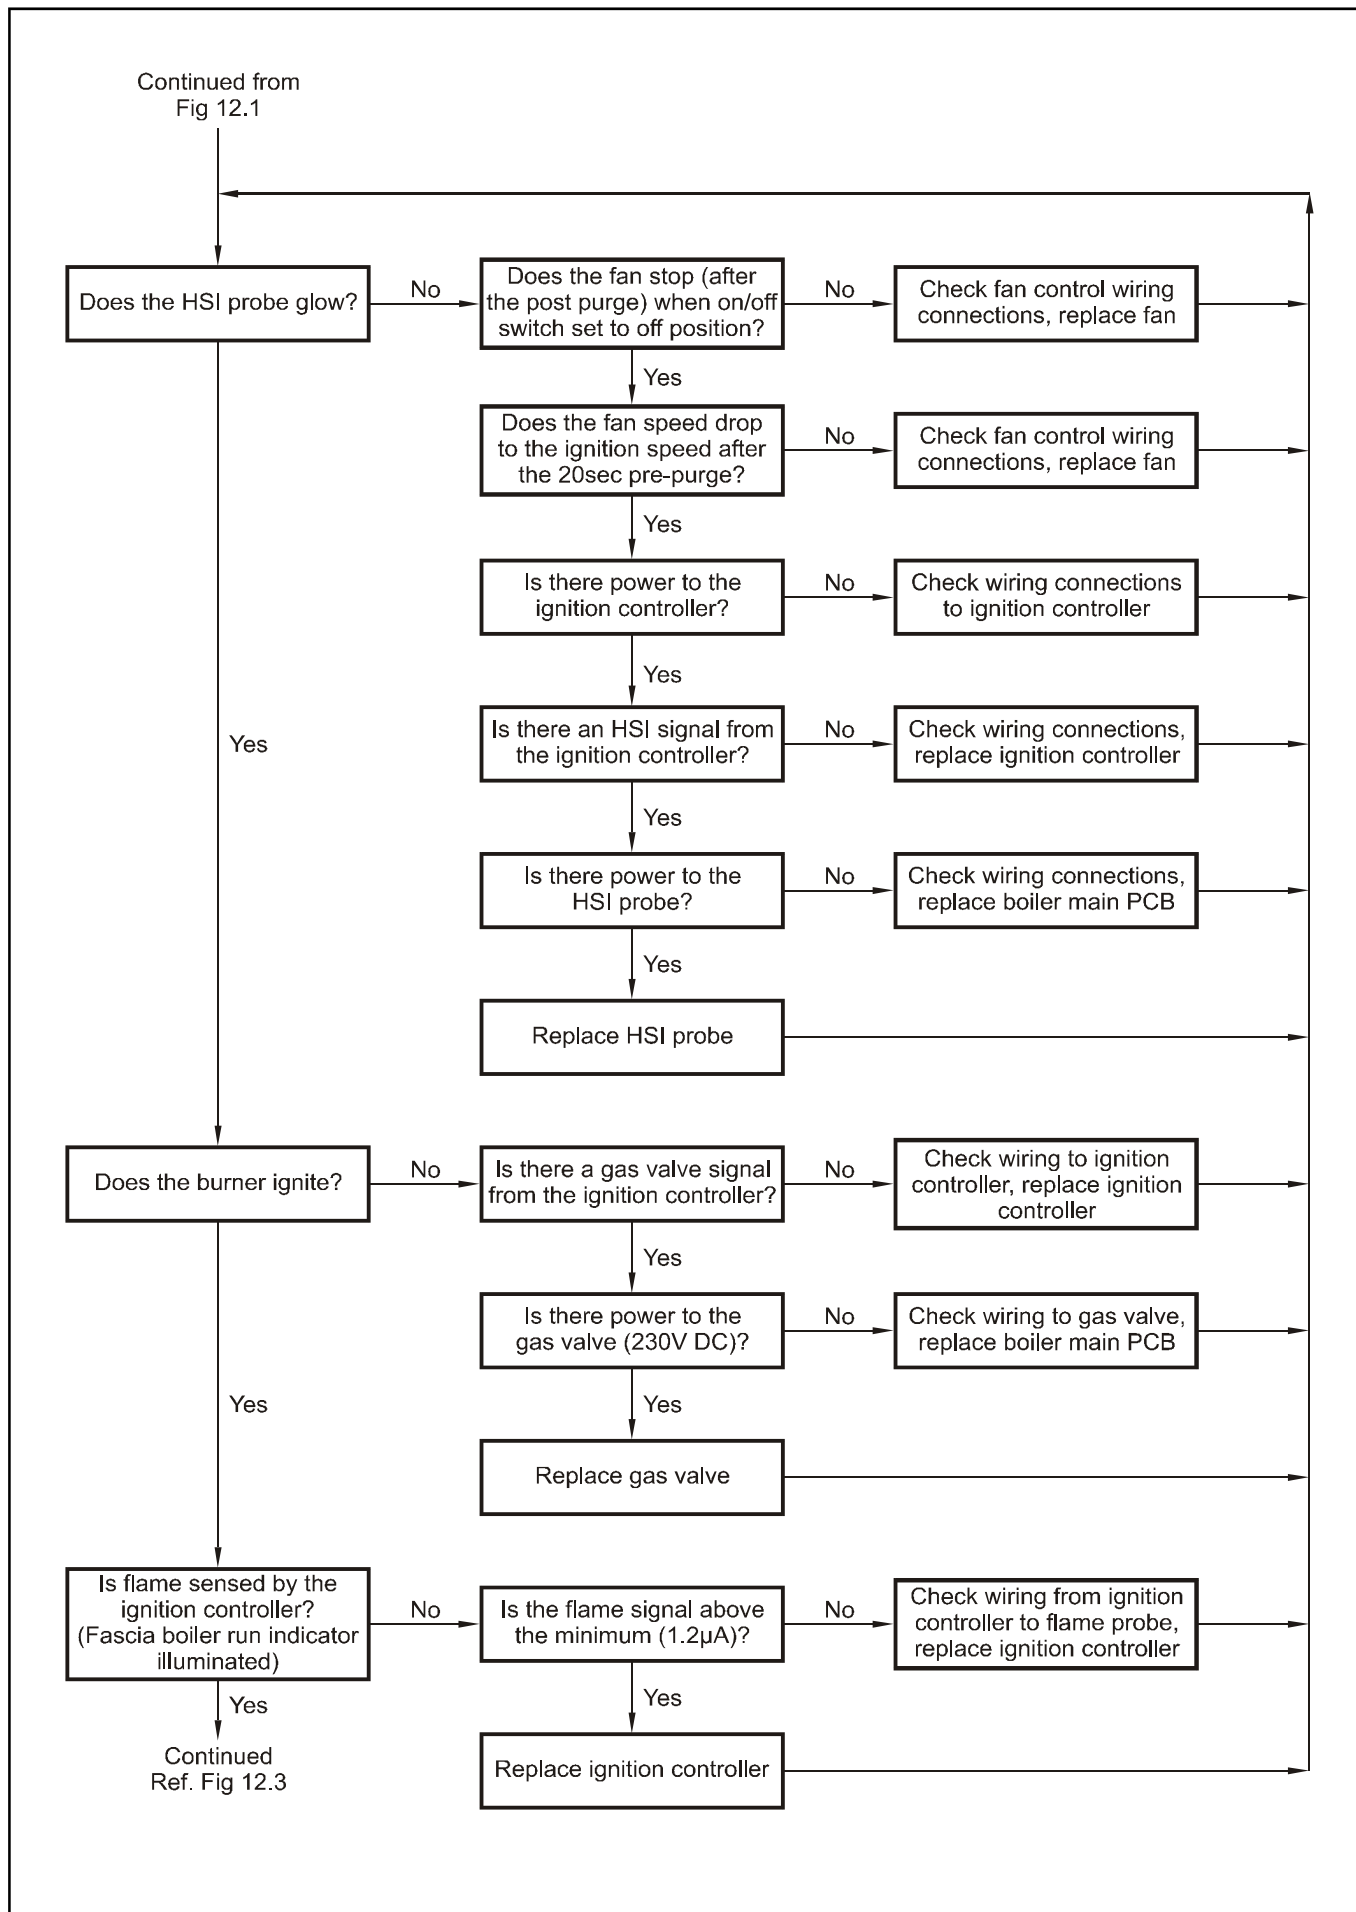 Continued from
Fig 12.1
Does the HSI probe glow?
No
Does the fan stop (after
the post purge) when on/off
switch set to off position?
No
Check fan control wiring
connections, replace fan
Yes
Does the fan speed drop
to the ignition speed after
the 20sec pre-purge?
No
Check fan control wiring
connections, replace fan
Yes
Is there power to the
ignition controller?
No
Check wiring connections
to ignition controller
Yes
Is there an HSI signal from
the ignition controller?
No
Check wiring connections,
replace ignition controller
Yes
Yes
Is there power to the
HSI probe?
No
Check wiring connections,
replace boiler main PCB
Yes
Replace HSI probe
Does the burner ignite?
No
Is there a gas valve signal
from the ignition controller?
No
Check wiring to ignition
controller, replace ignition
controller
Yes
Is there power to the
gas valve (230V DC)?
No
Check wiring to gas valve,
replace boiler main PCB
Yes
Yes
Replace gas valve
Is flame sensed by the
ignition controller?
(Fascia boiler run indicator
illuminated)
No
Is the flame signal above
the minimum (1.2µA)?
No
Check wiring from ignition
controller to flame probe,
replace ignition controller
Yes
Yes
Continued
Ref. Fig 12.3
Replace ignition controller